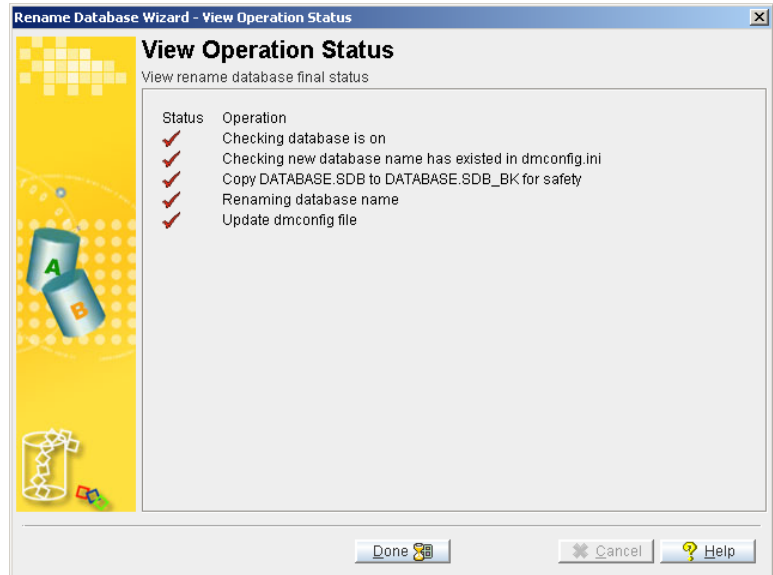 Rename Database Wizard - View Operation Status
View Operation Status
View rename database final status
Status Operation
Checking database is on
Checking new database name has existed in dmconfig.ini
Copy DATABASE.SDB to DATABASE.SDB_BK for safety
Renaming database name
Update dmconfig file
A
B
Done Cancel Help